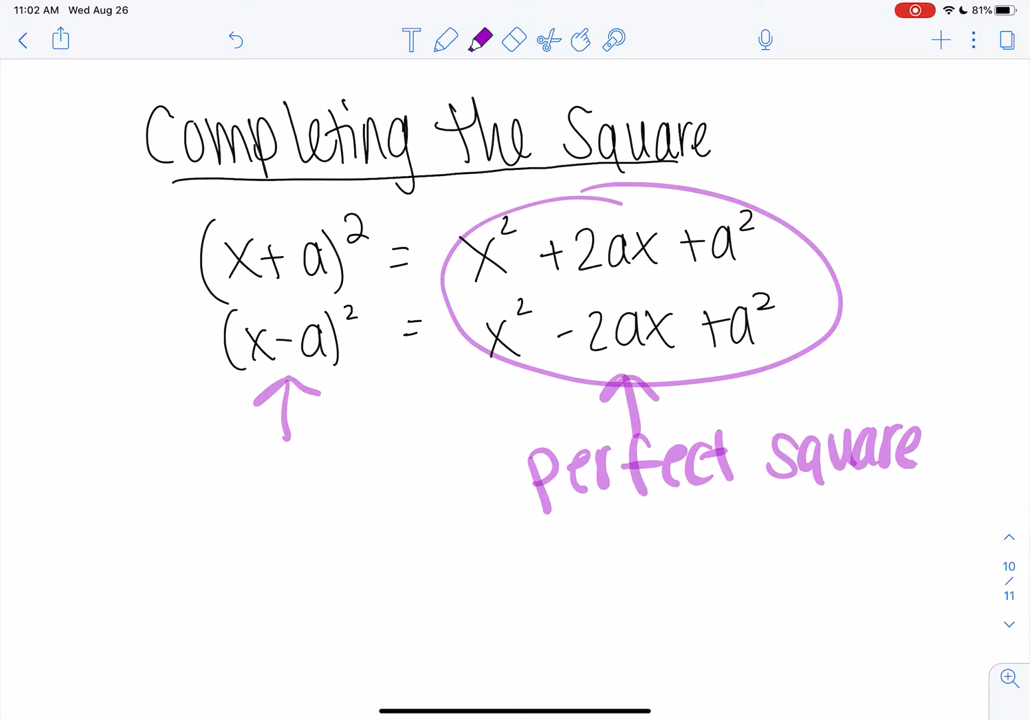 11:02 AM Wed Aug 26
81%
T
Completing the Square
(x+a)² = x² +2ax +a²
(x-a)² = x² -2ax +a²
perfect square
10
/
11